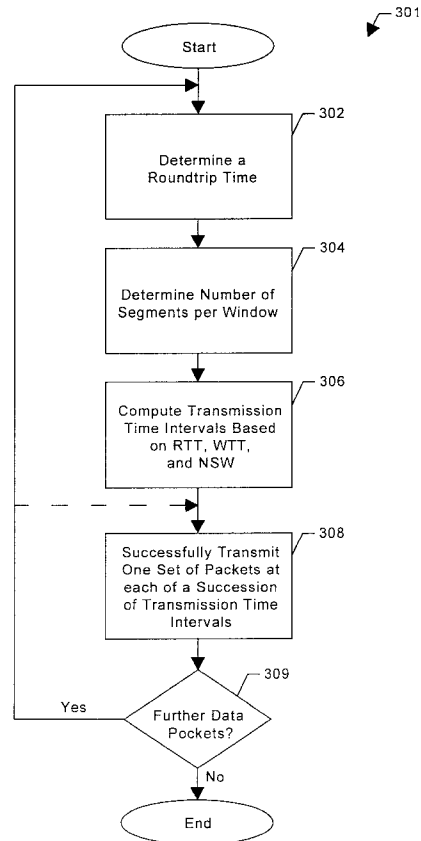 301
Start
302
Determine a
Roundtrip Time
304
Determine Number of
Segments per Window
306
Compute Transmission
Time Intervals Based
on RTT, WTT,
and NSW
308
Successfully Transmit
One Set of Packets at
each of a Succession
of Transmission Time
Intervals
309
Yes
Further Data
Pockets?
No
End